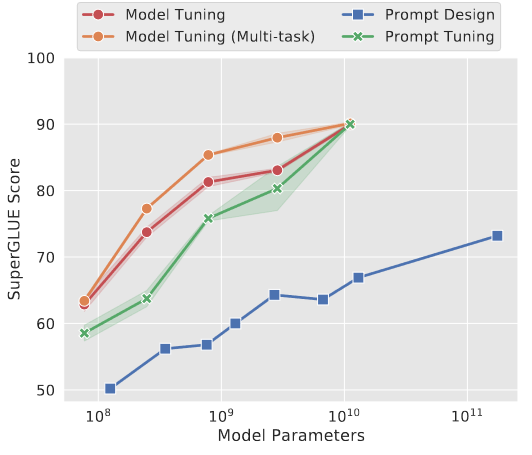 Model Tuning
Model Tuning (Multi-task)
Prompt Design
Prompt Tuning
100
90
80
70
60
50
SuperGLUE Score
10⁸ 10⁹ 10¹⁰ 10¹¹
Model Parameters